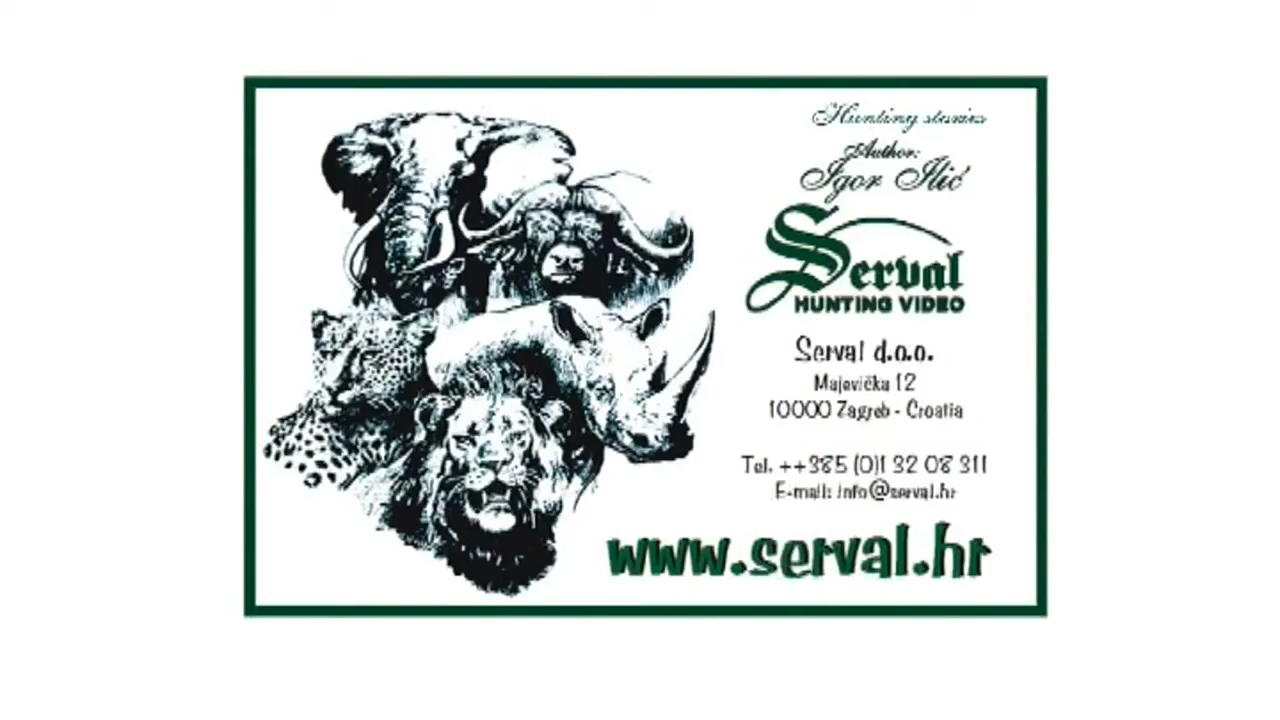 Hunting stories
Author:
Igor Ilić
Serval
HUNTING VIDEO
Serval d.o.o.
Majevička 12
10000 Zagreb - Croatia
Tel. ++385 (0)1 32 08 311
E-mail: info@serval.hr
www.serval.hr